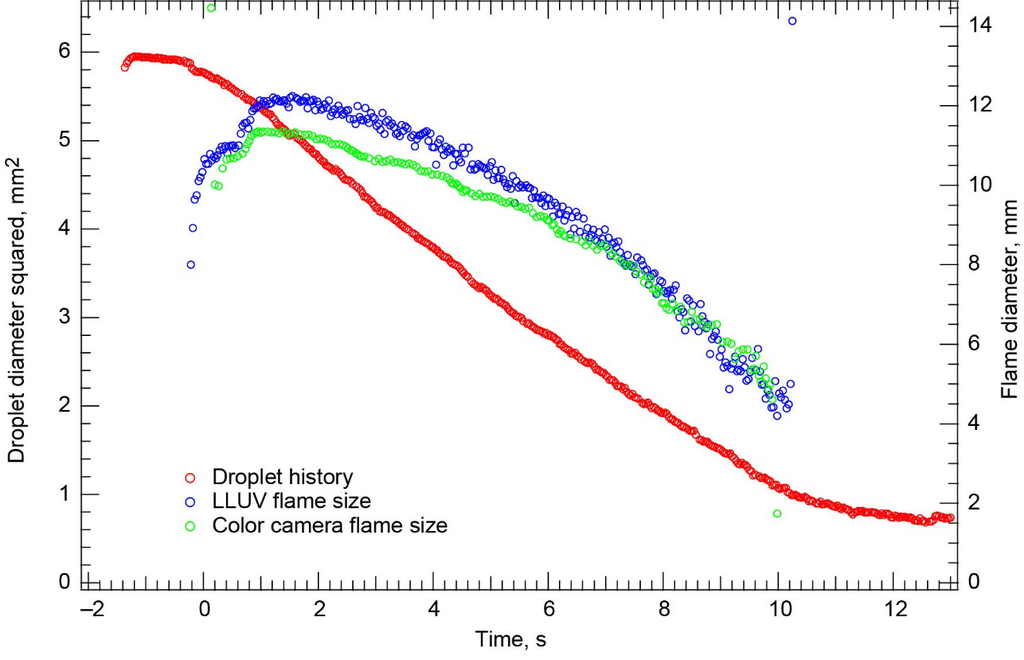 6
5
4
3
2
1
0
Droplet diameter squared, mm2
14
12
10
8
6
4
2
0
Flame diameter, mm
Droplet history
LLUV flame size
Color camera flame size
–2 0 2 4 6 8 10 12
Time, s